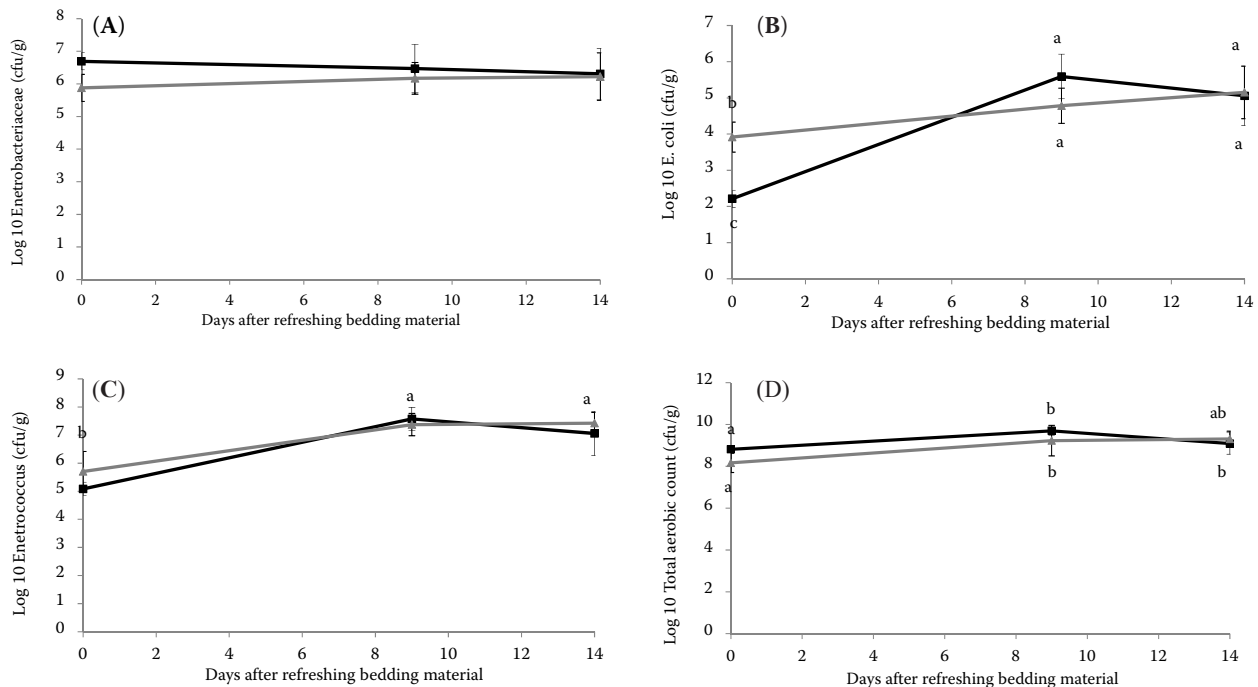 (A)
Log 10 Enetrobacteriaceae (cfu/g)
8
7
6
5
4
3
2
1
0
0 2 4 6 8 10 12 14
Days after refreshing bedding material
(B)
Log 10 E. coli (cfu/g)
7
6
5
4
3
2
1
0
a
a
b
a
a
c
0 2 4 6 8 10 12 14
Days after refreshing bedding material
(C)
Log 10 Enetrococcus (cfu/g)
9
8
7
6
5
4
3
2
1
0
a
a
b
0 2 4 6 8 10 12 14
Days after refreshing bedding material
(D)
Log 10 Total aerobic count (cfu/g)
12
10
8
6
4
2
0
b
ab
a
b
b
a
0 2 4 6 8 10 12 14
Days after refreshing bedding material